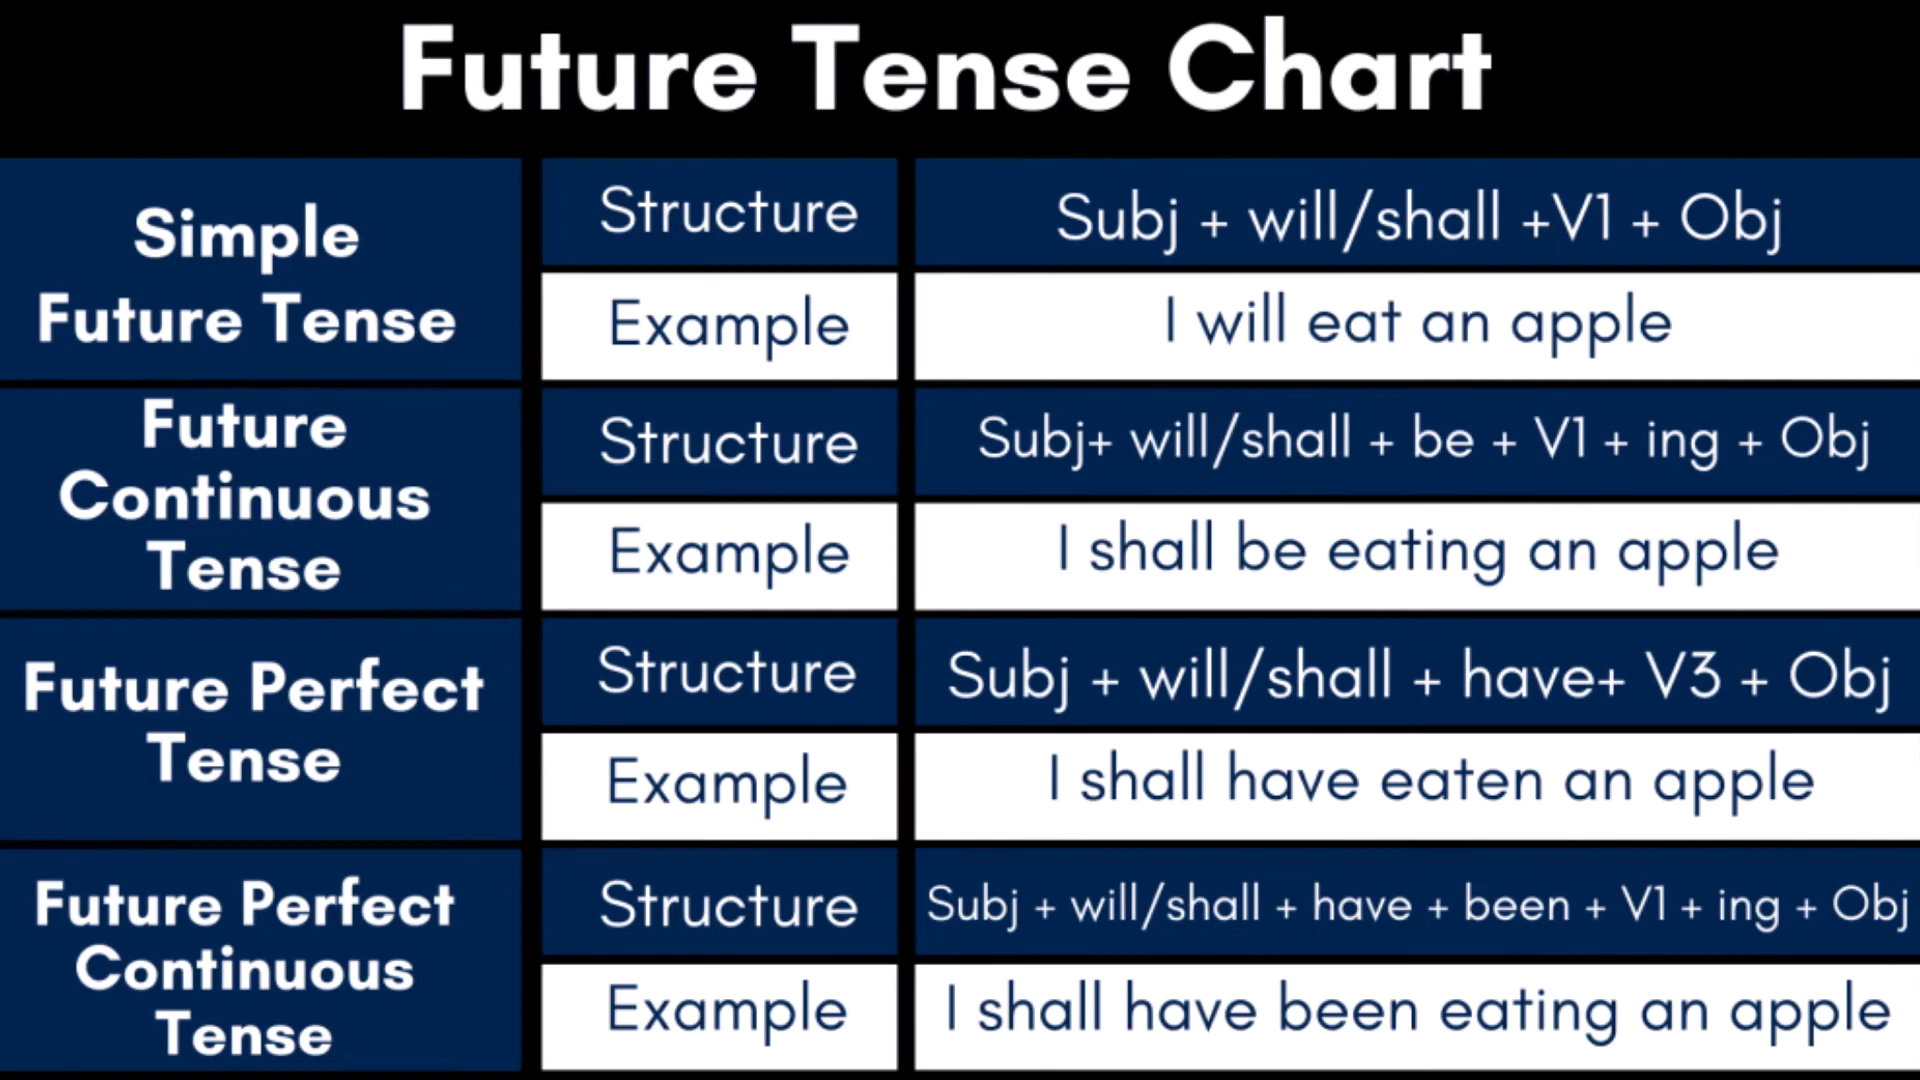 Future Tense Chart
Simple
Future Tense
Structure
Subj + will/shall +V1 + Obj
Example
I will eat an apple
Future
Continuous
Tense
Structure
Subj+ will/shall + be + V1 + ing + Obj
Example
I shall be eating an apple
Future Perfect
Tense
Structure
Subj + will/shall + have+ V3 + Obj
Example
I shall have eaten an apple
Future Perfect
Continuous
Tense
Structure
Subj + will/shall + have + been + V1 + ing + Obj
Example
I shall have been eating an apple